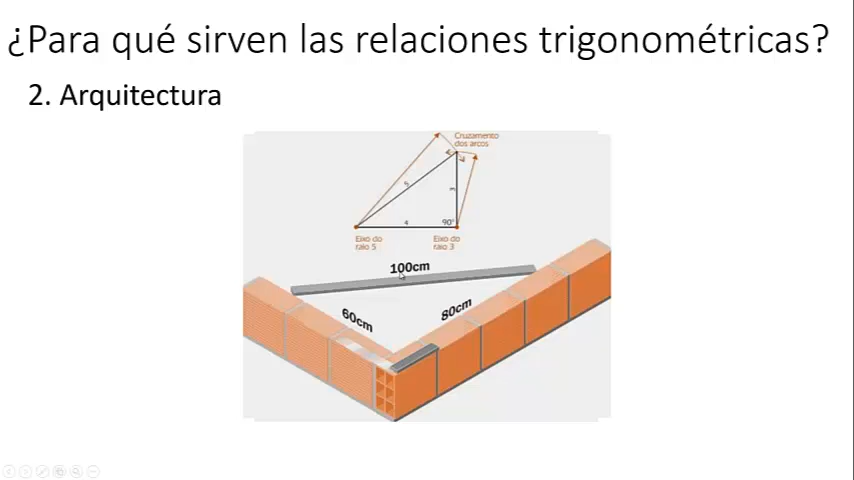 ¿Para qué sirven las relaciones trigonométricas?
2. Arquitectura
Cruzamento
dos arcos
5
3
4
90°
Eixo do
raio 5
Eixo do
raio 3
100cm
60cm
80cm